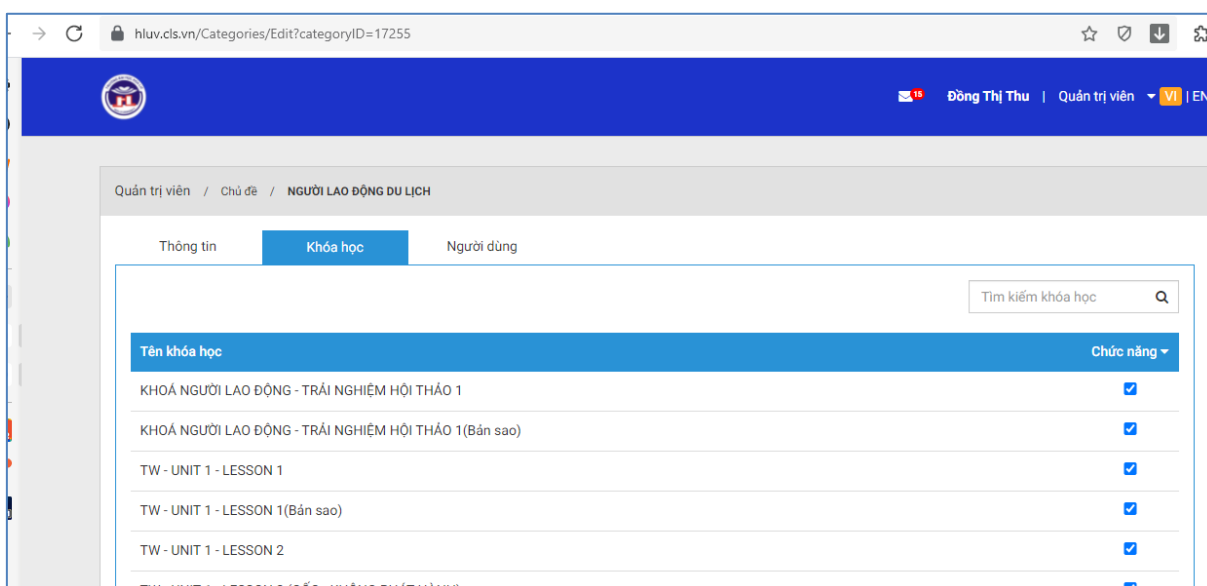 hluv.cls.vn/Categories/Edit?categoryID=17255
15 Đồng Thị Thu | Quản trị viên VI | EN
Quản trị viên / Chủ đề / NGƯỜI LAO ĐỘNG DU LỊCH
Thông tin Khóa học Người dùng
Tìm kiếm khóa học
Tên khóa học Chức năng
KHOÁ NGƯỜI LAO ĐỘNG - TRẢI NGHIỆM HỘI THẢO 1
KHOÁ NGƯỜI LAO ĐỘNG - TRẢI NGHIỆM HỘI THẢO 1(Bản sao)
TW - UNIT 1 - LESSON 1
TW - UNIT 1 - LESSON 1(Bản sao)
TW - UNIT 1 - LESSON 2